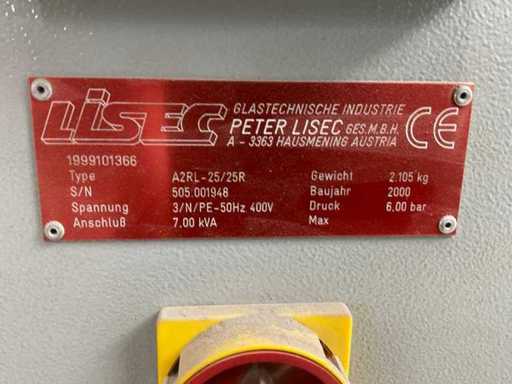 LISEC
GLASTECHNISCHE INDUSTRIE
PETER LISEC GES.M.B.H.
A - 3363 HAUSMENING AUSTRIA
CE
1999101366
Type A2RL-25/25R
S/N 505.001948
Spannung 3/N/PE-50Hz 400V
Anschluß 7.00 kVA
Gewicht 2.105 kg
Baujahr 2000
Druck 6,00 bar
Max